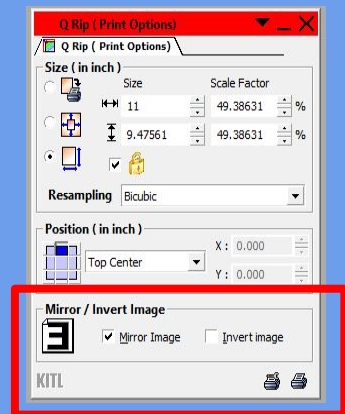 Q Rip ( Print Options)
Q Rip ( Print Options)
Size ( in inch )
Size Scale Factor
11 49.38631 %
9.47561 49.38631 %
Resampling Bicubic
Position ( in inch )
X : 0.000
Top Center
Y : 0.000
Mirror / Invert Image
Mirror Image Invert image
KITL